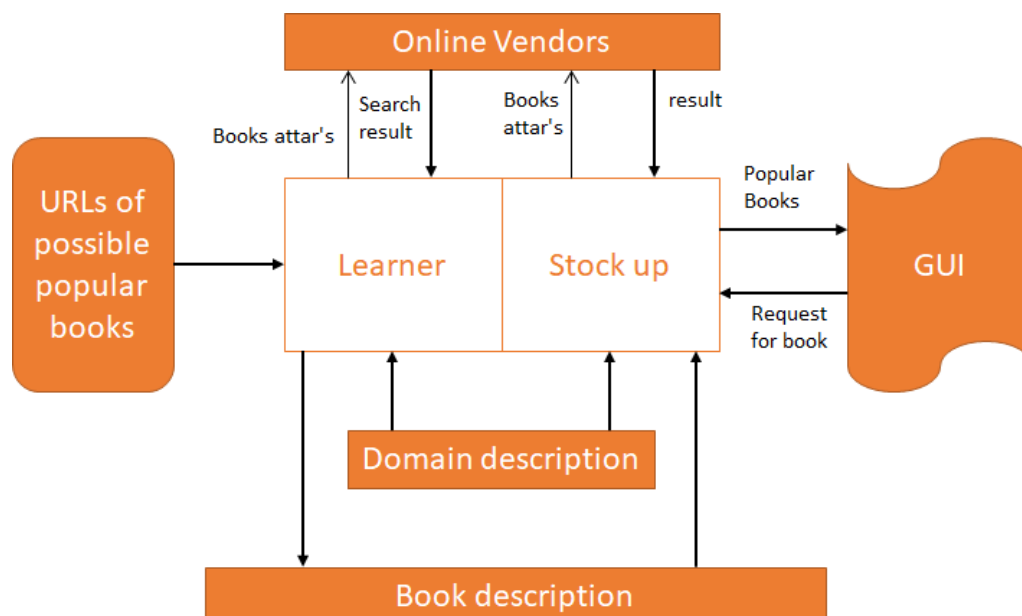 Online Vendors
Books attar's
Search
result
Books
attar's
result
URLs of
possible
popular
books
Learner
Stock up
Popular
Books
GUI
Request
for book
Domain description
Book description